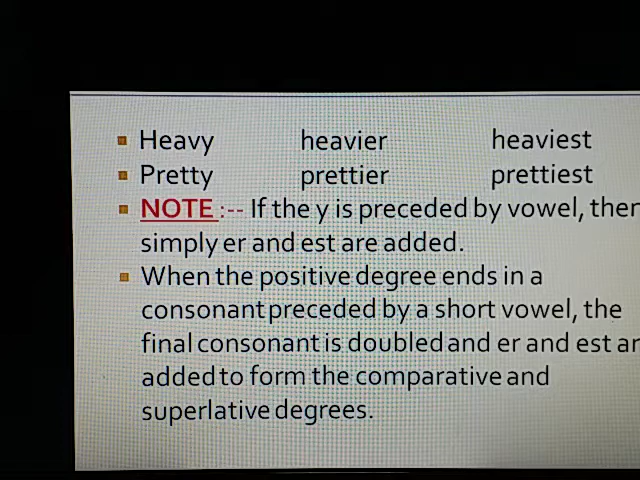 Heavy heavier heaviest
Pretty prettier prettiest
NOTE :-- If the y is preceded by vowel, then
simply er and est are added.
When the positive degree ends in a
consonant preceded by a short vowel, the
final consonant is doubled and er and est ar
added to form the comparative and
superlative degrees.